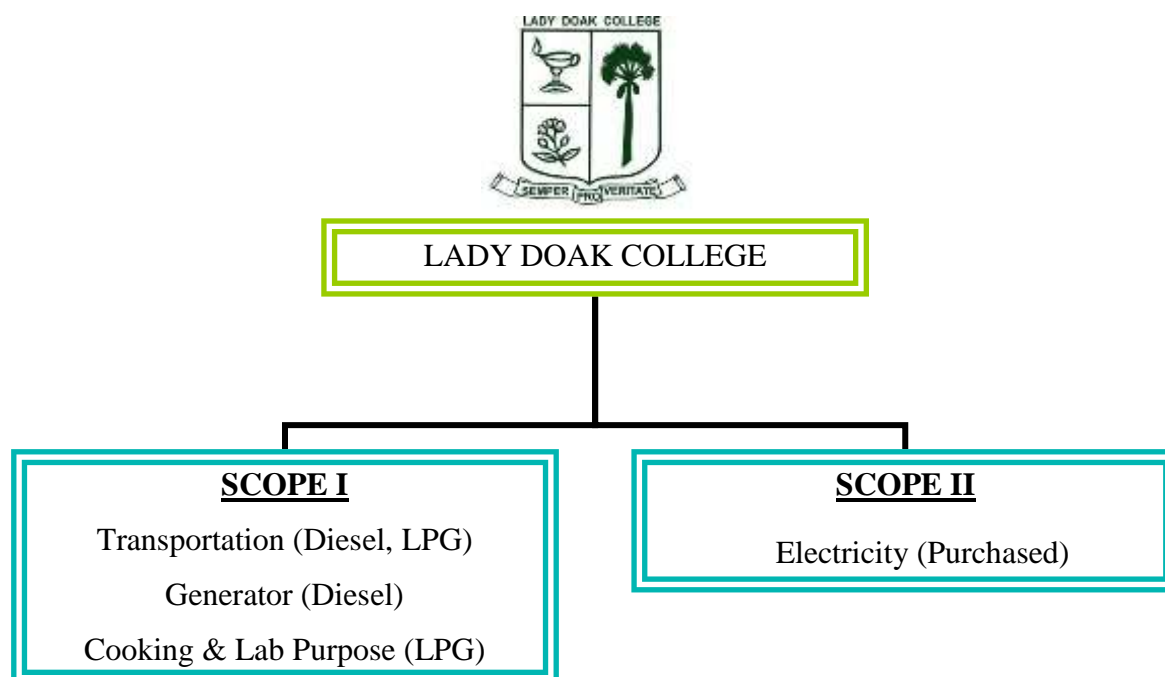 LADY DOAK COLLEGE
SEMPER PRO VERITATE
LADY DOAK COLLEGE
SCOPE I
Transportation (Diesel, LPG)
Generator (Diesel)
Cooking & Lab Purpose (LPG)
SCOPE II
Electricity (Purchased)